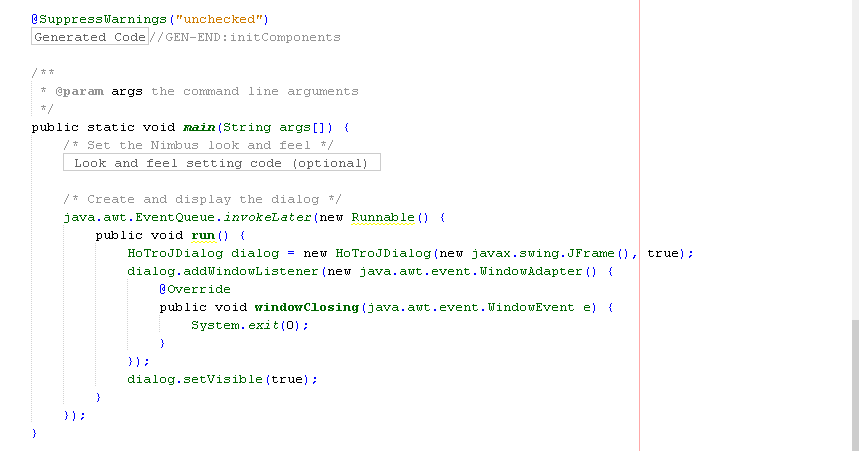 @SuppressWarnings("unchecked")
Generated Code//GEN-END:initComponents
/**
* @param args the command line arguments
*/
public static void main(String args[]) {
/* Set the Nimbus look and feel */
Look and feel setting code (optional)
/* Create and display the dialog */
java.awt.EventQueue.invokeLater(new Runnable() {
public void run() {
HoTroJDialog dialog = new HoTroJDialog(new javax.swing.JFrame(), true);
dialog.addWindowListener(new java.awt.event.WindowAdapter() {
@Override
public void windowClosing(java.awt.event.WindowEvent e) {
System.exit(0);
}
});
dialog.setVisible(true);
}
});
}